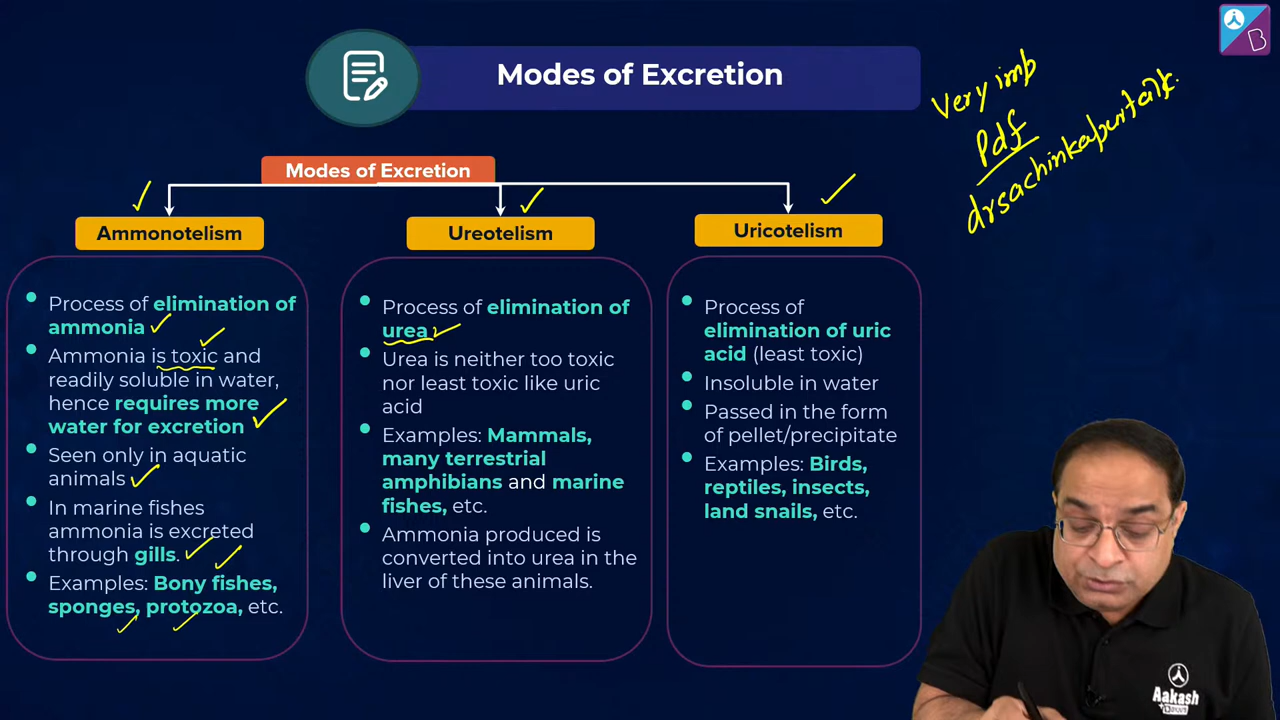 Modes of Excretion
Very imp
Pdf
drsachinkapurtalk.
Modes of Excretion
Ammonotelism
Process of elimination of
ammonia
Ammonia is toxic and
readily soluble in water,
hence requires more
water for excretion
Seen only in aquatic
animals
In marine fishes
ammonia is excreted
through gills.
Examples: Bony fishes,
sponges, protozoa, etc.
Ureotelism
Process of elimination of
urea
Urea is neither too toxic
nor least toxic like uric
acid
Examples: Mammals,
many terrestrial
amphibians and marine
fishes, etc.
Ammonia produced is
converted into urea in the
liver of these animals.
Uricotelism
Process of
elimination of uric
acid (least toxic)
Insoluble in water
Passed in the form
of pellet/precipitate
Examples: Birds,
reptiles, insects,
land snails, etc.
B
Aakash